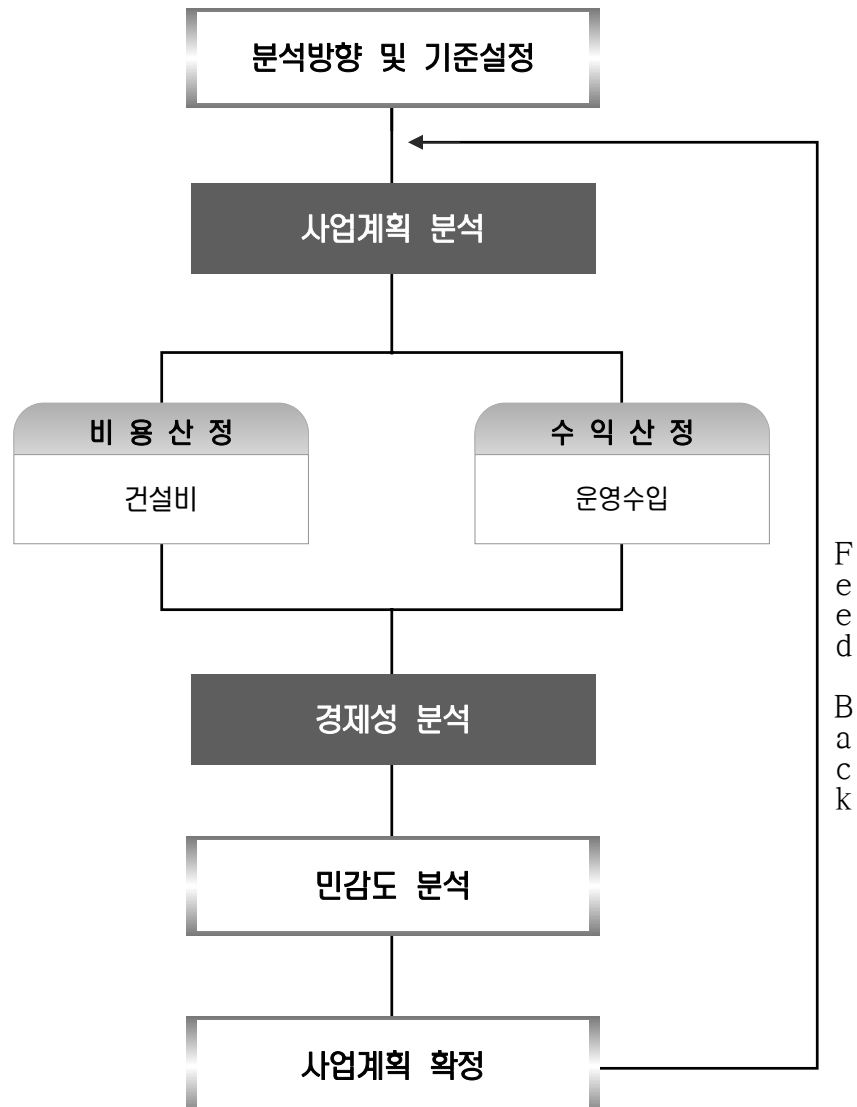 분석방향 및 기준설정
사업계획 분석
비 용 산 정
건설비
수 익 산 정
운영수입
Feed Back
경제성 분석
민감도 분석
사업계획 확정